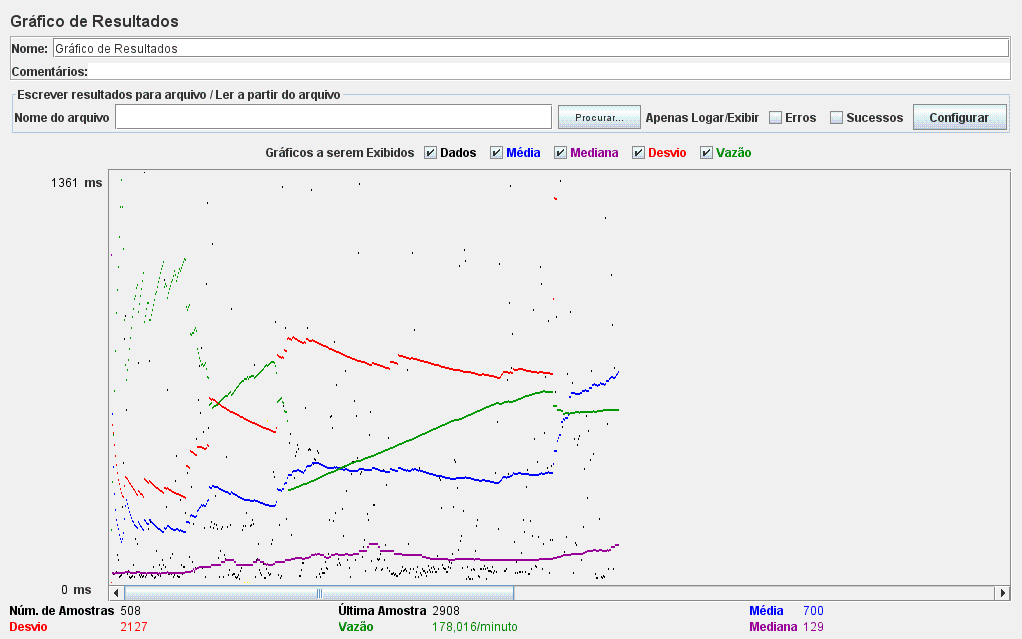 Gráfico de Resultados
Nome: Gráfico de Resultados
Comentários:
Escrever resultados para arquivo / Ler a partir do arquivo
Nome do arquivo Procurar... Apenas Logar/Exibir Erros Sucessos Configurar
Gráficos a serem Exibidos Dados Média Mediana Desvio Vazão
1361 ms
0 ms
Núm. de Amostras 508 Última Amostra 2908 Média 700
Desvio 2127 Vazão 178,016/minuto Mediana 129